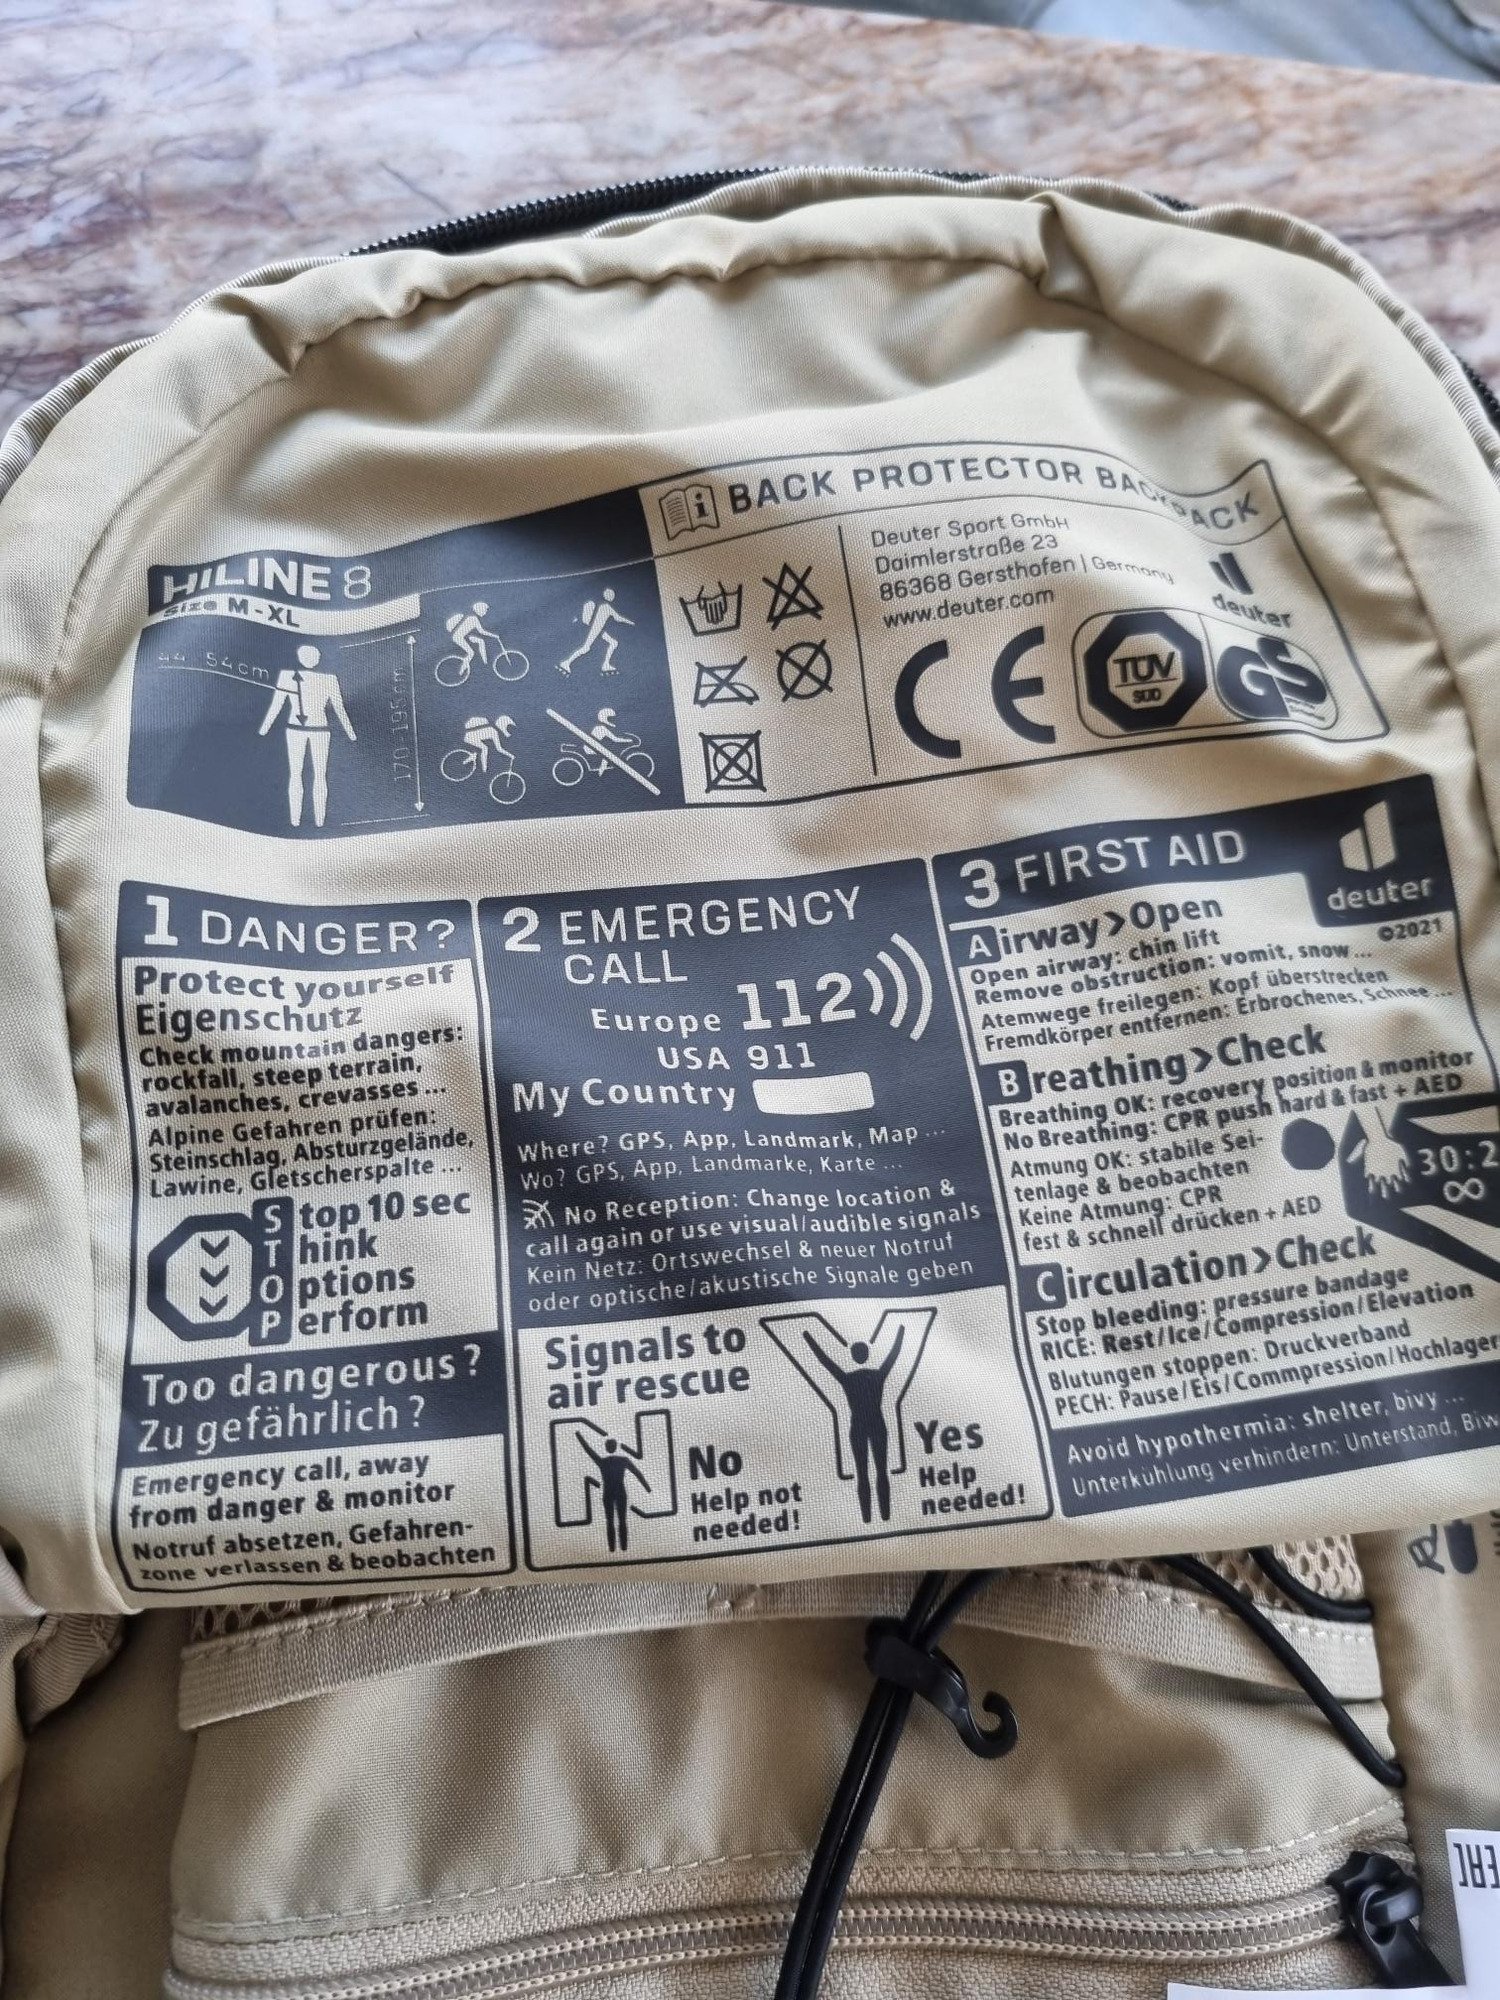 BACK PROTECTOR BACKPACK
HILINE 8
Size M-XL
44 54cm
170 195cm
Deuter Sport GmbH
Daimlerstraße 23
86368 Gersthofen | Germany
www.deuter.com
deuter
CE
TÜV
SÜD
GS
1 DANGER?
Protect yourself
Eigenschutz
Check mountain dangers:
rockfall, steep terrain,
avalanches, crevasses ...
Alpine Gefahren prüfen:
Steinschlag, Absturzgelände,
Lawine, Gletscherspalte ...
Stop 10 sec
Think
Options
Perform
Too dangerous?
Zu gefährlich?
Emergency call, away
from danger & monitor
Notruf absetzen, Gefahren-
zone verlassen & beobachten
2 EMERGENCY
CALL
Europe 112
USA 911
My Country
Where? GPS, App, Landmark, Map ...
Wo? GPS, App, Landmarke, Karte ...
No Reception: Change location &
call again or use visual/audible signals
Kein Netz: Ortswechsel & neuer Notruf
oder optische/akustische Signale geben
Signals to
air rescue
N
No
Help not
needed!
Y
Yes
Help
needed!
3 FIRST AID
deuter
©2021
Airway>Open
Open airway: chin lift
Remove obstruction: vomit, snow ...
Atemwege freilegen: Kopf überstrecken
Fremdkörper entfernen: Erbrochenes, Schnee ...
Breathing>Check
Breathing OK: recovery position & monitor
No Breathing: CPR push hard & fast + AED
Atmung OK: stabile Sei-
tenlage & beobachten
Keine Atmung: CPR
fest & schnell drücken + AED
30:2
∞
Circulation>Check
Stop bleeding: pressure bandage
RICE: Rest/Ice/Compression/Elevation
Blutungen stoppen: Druckverband
PECH: Pause/Eis/Commpression/Hochlager
Avoid hypothermia: shelter, bivy ...
Unterkühlung verhindern: Unterstand, Biw